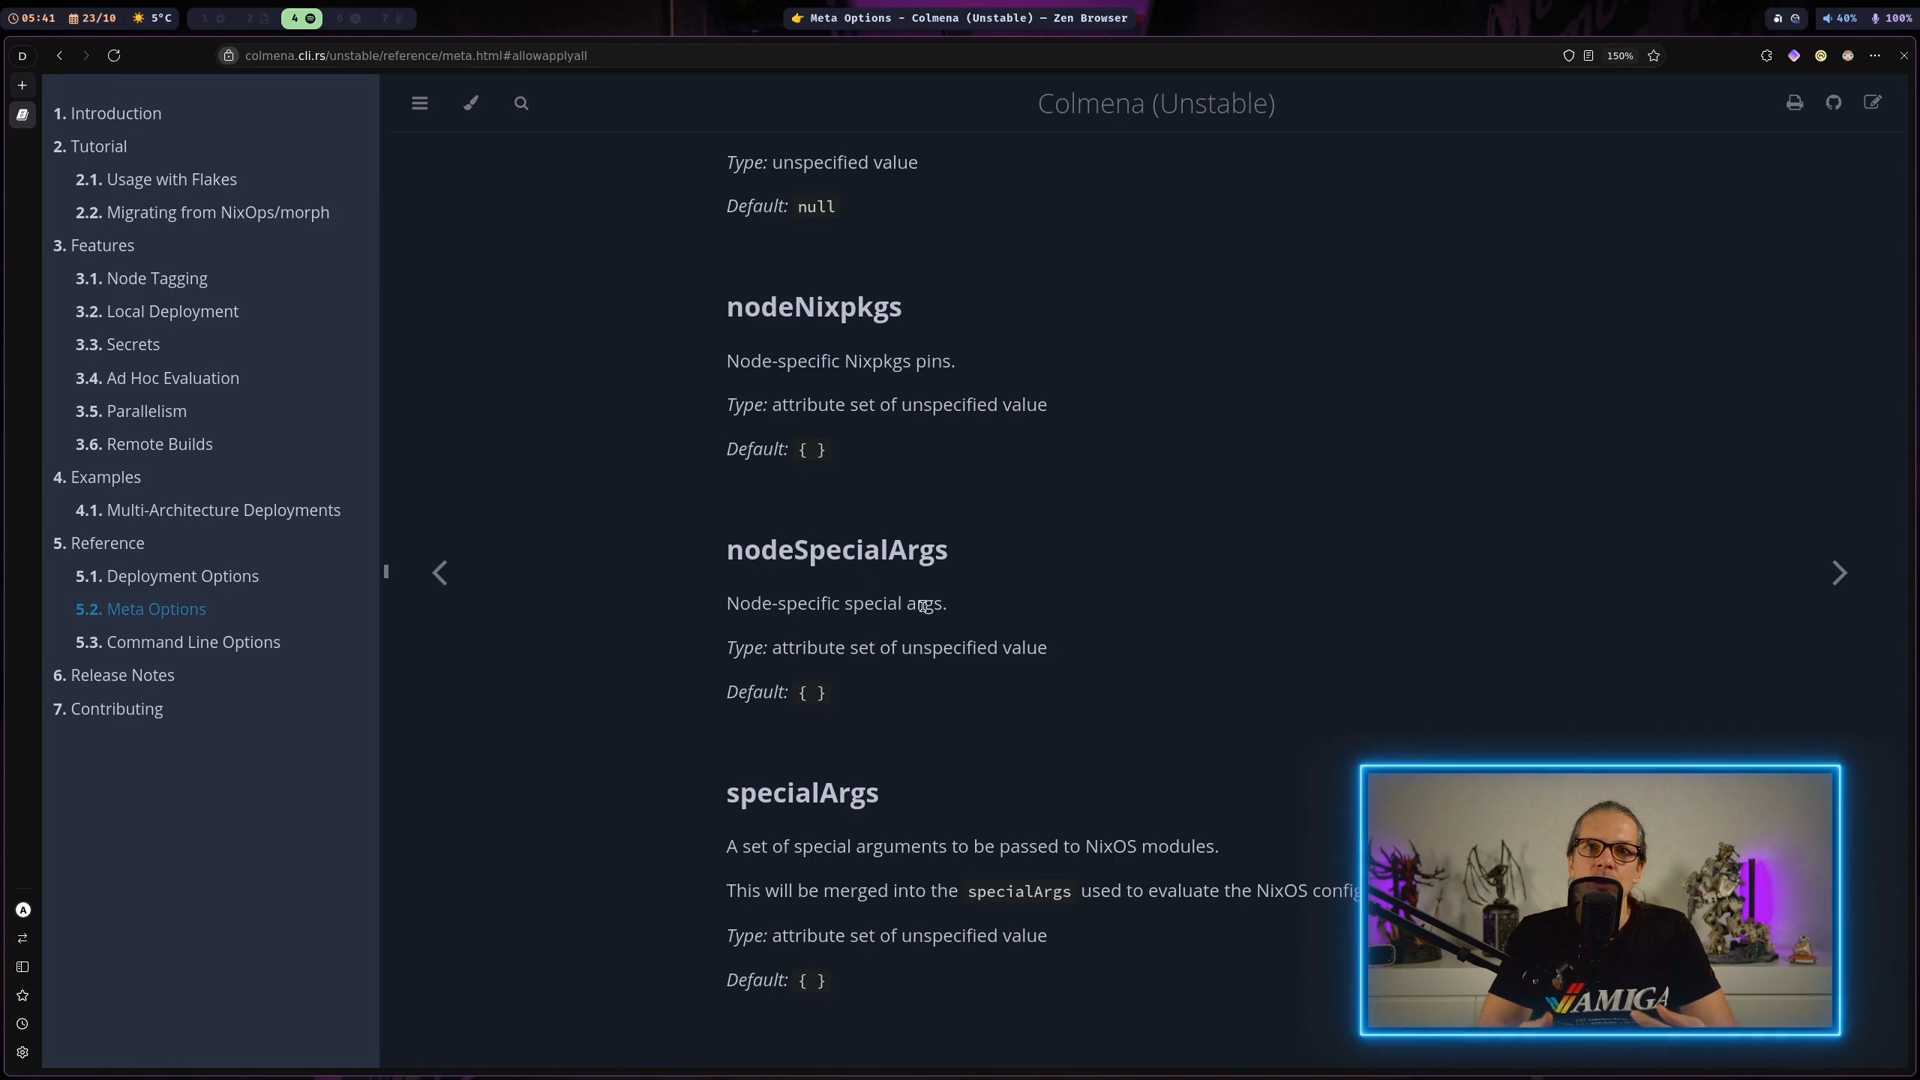 05:41 23/10 5°C 1 2 4 6 7 Meta Options - Colmena (Unstable) — Zen Browser 40% 100%
D colmena.cli.rs/unstable/reference/meta.html#allowapplyall 150%
Colmena (Unstable)
1. Introduction
2. Tutorial
2.1. Usage with Flakes
2.2. Migrating from NixOps/morph
3. Features
3.1. Node Tagging
3.2. Local Deployment
3.3. Secrets
3.4. Ad Hoc Evaluation
3.5. Parallelism
3.6. Remote Builds
4. Examples
4.1. Multi-Architecture Deployments
5. Reference
5.1. Deployment Options
5.2. Meta Options
5.3. Command Line Options
6. Release Notes
7. Contributing
A
Type: unspecified value
Default: null
nodeNixpkgs
Node-specific Nixpkgs pins.
Type: attribute set of unspecified value
Default: { }
nodeSpecialArgs
Node-specific special args.
Type: attribute set of unspecified value
Default: { }
specialArgs
A set of special arguments to be passed to NixOS modules.
This will be merged into the specialArgs used to evaluate the NixOS config
Type: attribute set of unspecified value
Default: { }
AMIGA